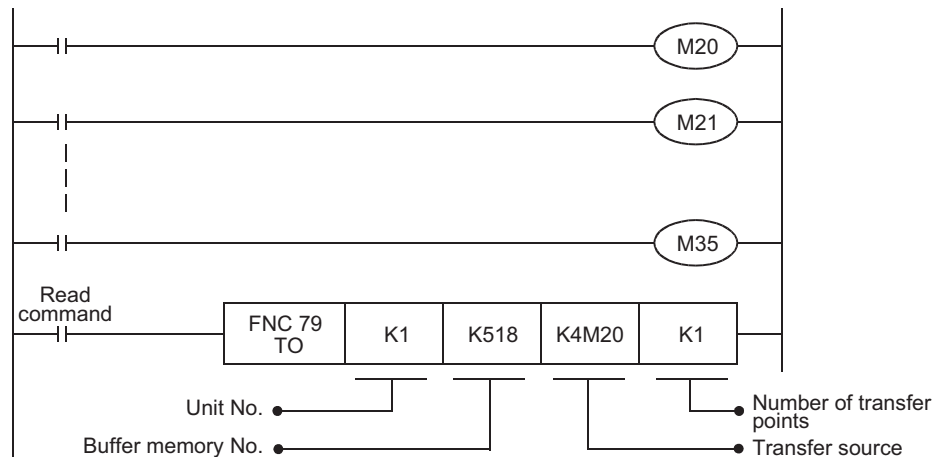 M20
M21
M35
Read
command
FNC 79
TO
K1
K518
K4M20
K1
Unit No.
Number of transfer
points
Buffer memory No.
Transfer source